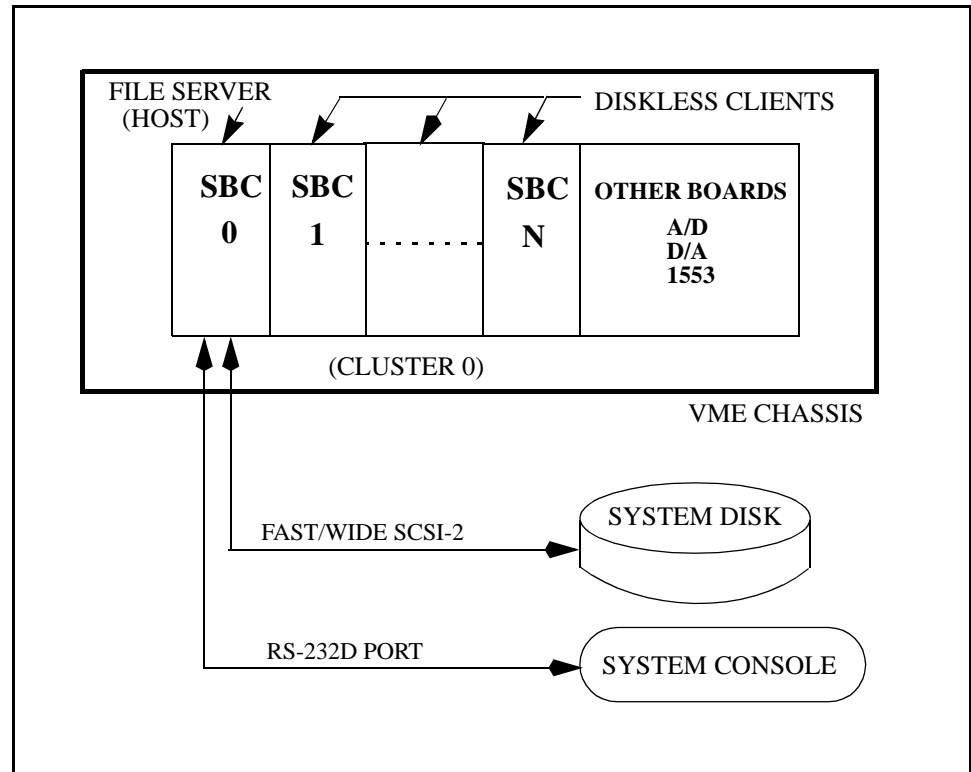 FILE SERVER
(HOST)
DISKLESS CLIENTS
SBC
0
SBC
1
SBC
N
OTHER BOARDS
A/D
D/A
1553
(CLUSTER 0)
VME CHASSIS
SYSTEM DISK
FAST/WIDE SCSI-2
RS-232D PORT
SYSTEM CONSOLE